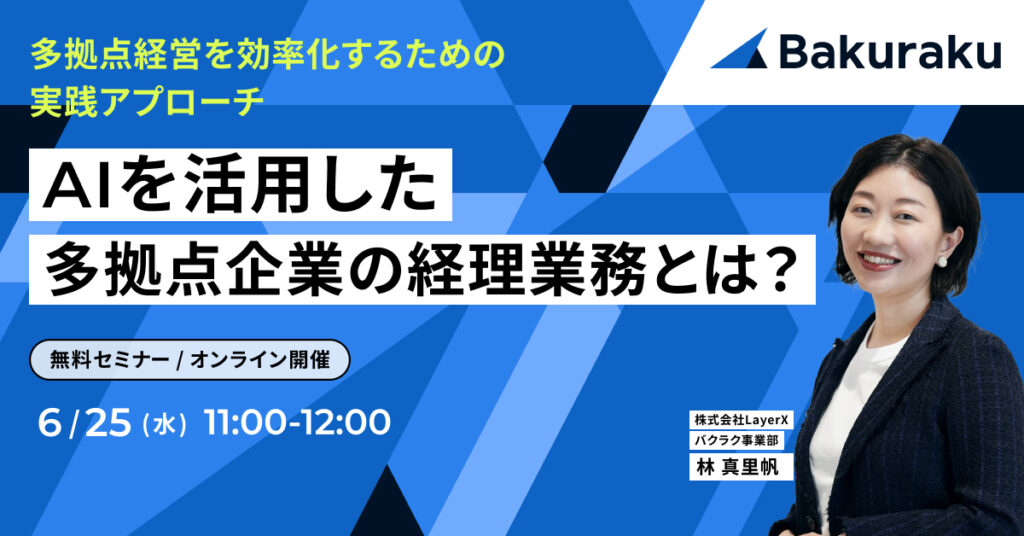 多拠点経営を効率化するための
実践アプローチ
Bakuraku
AIを活用した
多拠点企業の経理業務とは？
無料セミナー / オンライン開催
6 / 25 (水) 11:00-12:00
株式会社LayerX
バクラク事業部
林 真里帆